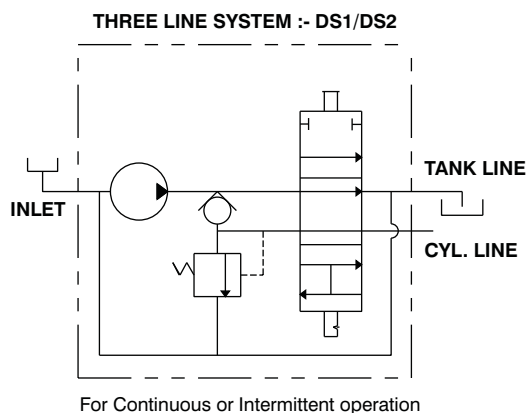 THREE LINE SYSTEM :- DS1/DS2
TANK LINE
INLET
CYL. LINE
For Continuous or Intermittent operation